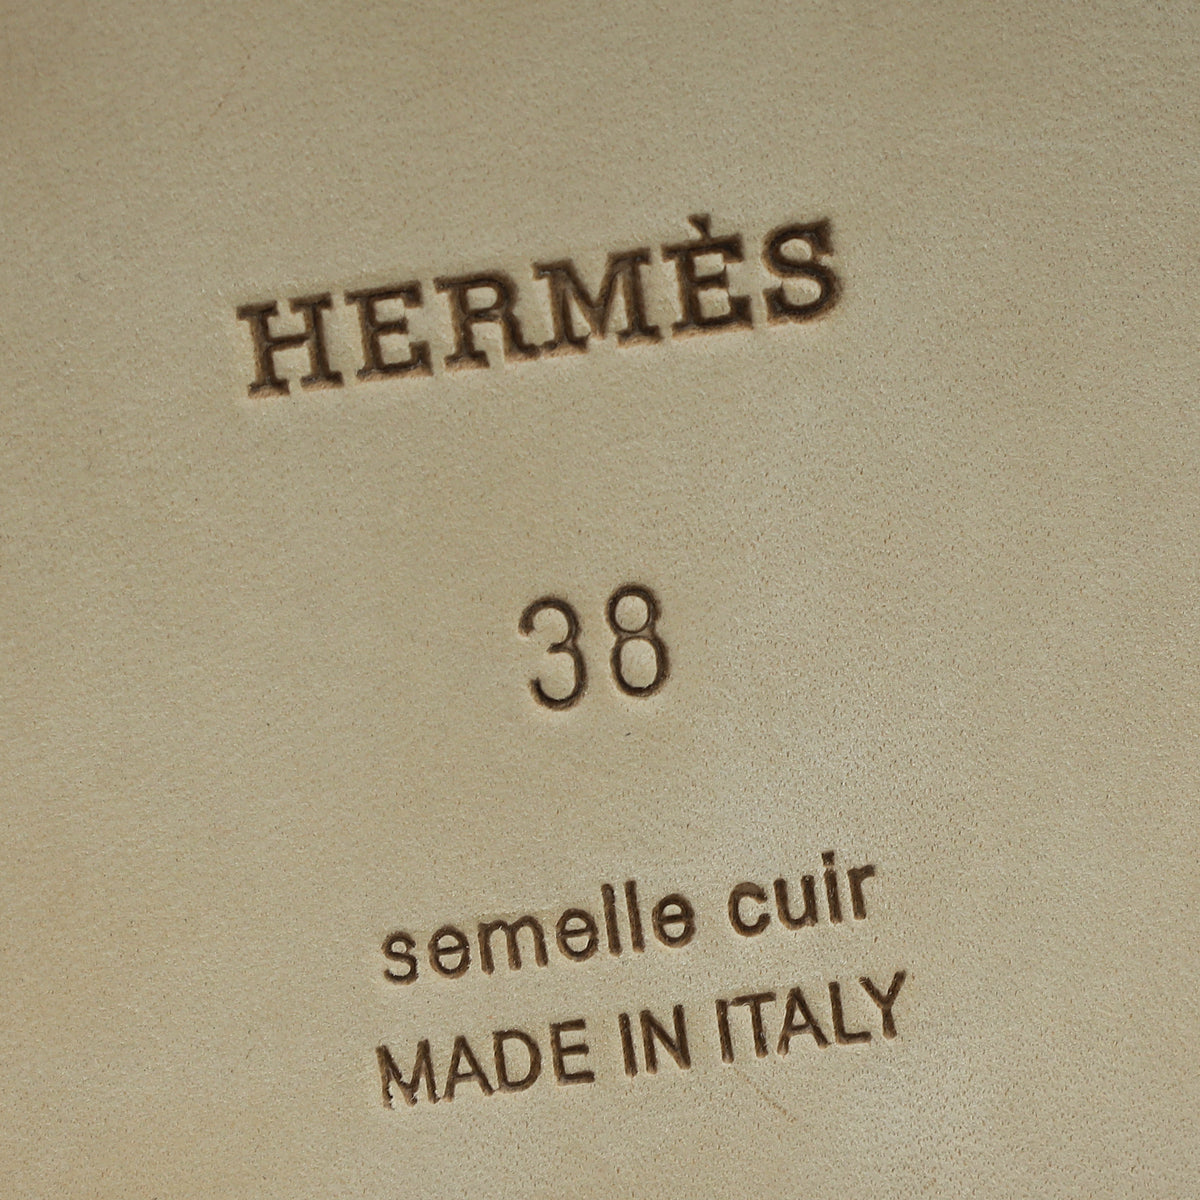 HERMÈS
38
semelle cuir
MADE IN ITALY